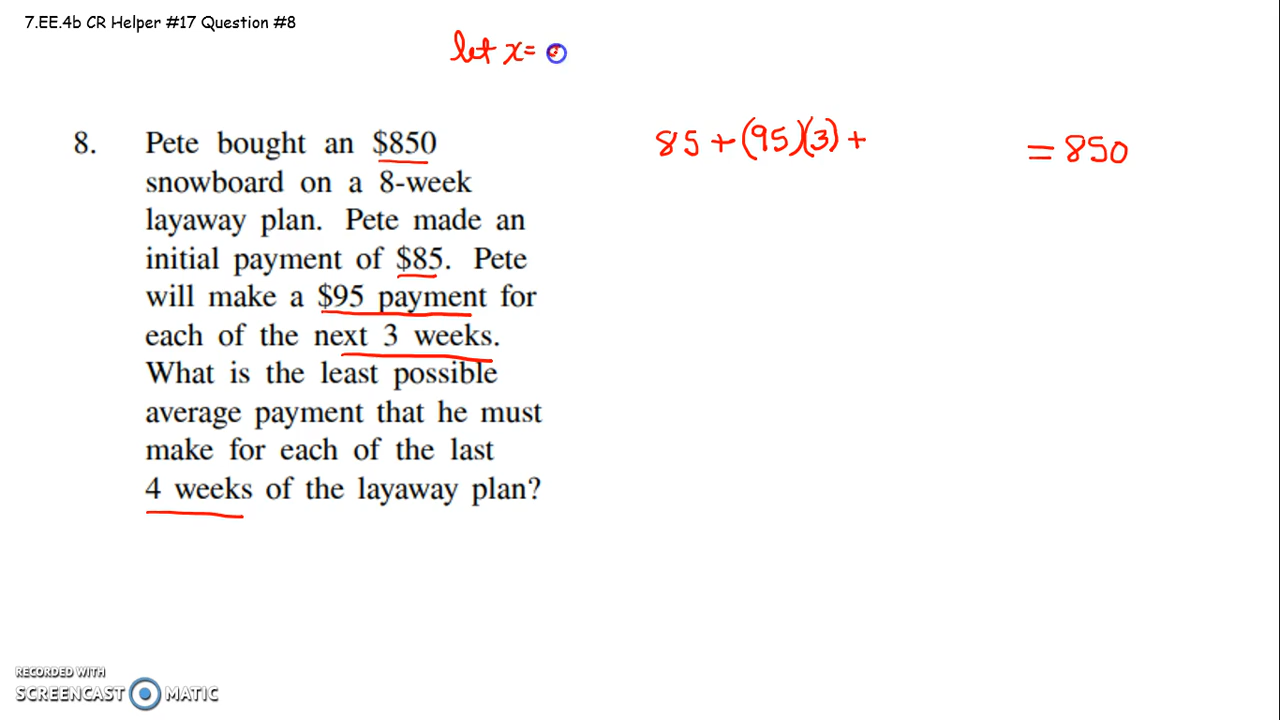 7.EE.4b CR Helper #17 Question #8
let x=
8. Pete bought an $850
snowboard on a 8-week
layaway plan. Pete made an
initial payment of $85. Pete
will make a $95 payment for
each of the next 3 weeks.
What is the least possible
average payment that he must
make for each of the last
4 weeks of the layaway plan?
85+(95)(3)+ =850
RECORDED WITH
SCREENCAST MATIC